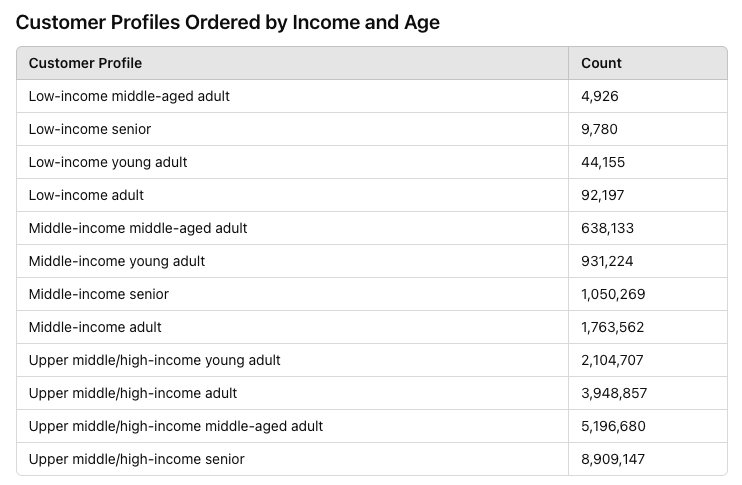 Customer Profiles Ordered by Income and Age
Customer Profile Count
Low-income middle-aged adult 4,926
Low-income senior 9,780
Low-income young adult 44,155
Low-income adult 92,197
Middle-income middle-aged adult 638,133
Middle-income young adult 931,224
Middle-income senior 1,050,269
Middle-income adult 1,763,562
Upper middle/high-income young adult 2,104,707
Upper middle/high-income adult 3,948,857
Upper middle/high-income middle-aged adult 5,196,680
Upper middle/high-income senior 8,909,147